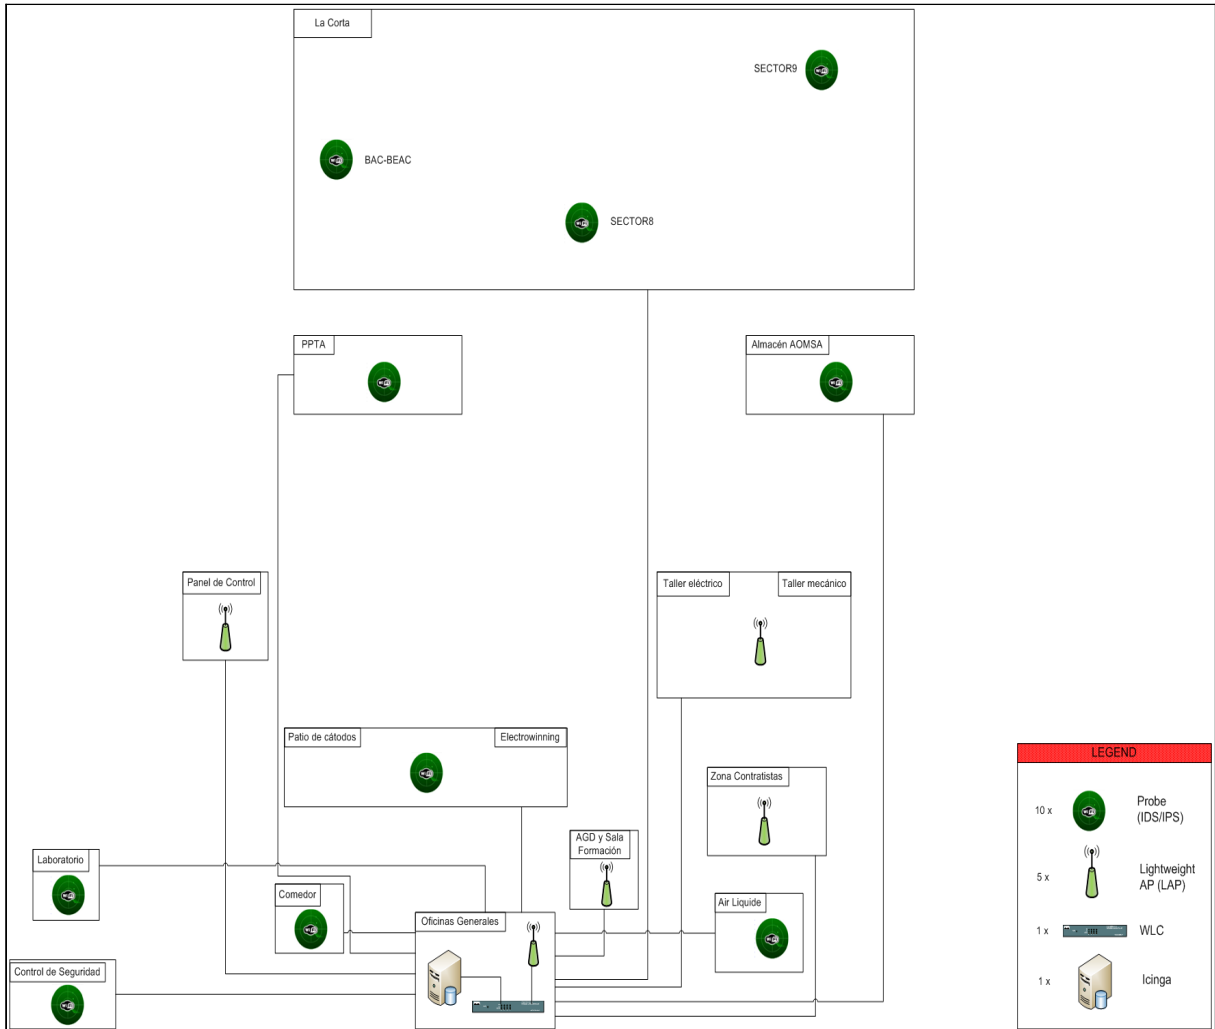 La Corta
SECTOR9
BAC-BEAC
SECTOR8
PPTA
Almacén AOMSA
Panel de Control
Taller eléctrico
Taller mecánico
Patio de cátodos
Electrowinning
Zona Contratistas
AGD y Sala
Formación
Laboratorio
Comedor
Air Liquide
Oficinas Generales
Control de Seguridad
LEGEND
10 x
Probe
(IDS/IPS)
5 x
Lightweight
AP (LAP)
1 x
WLC
1 x
Icinga